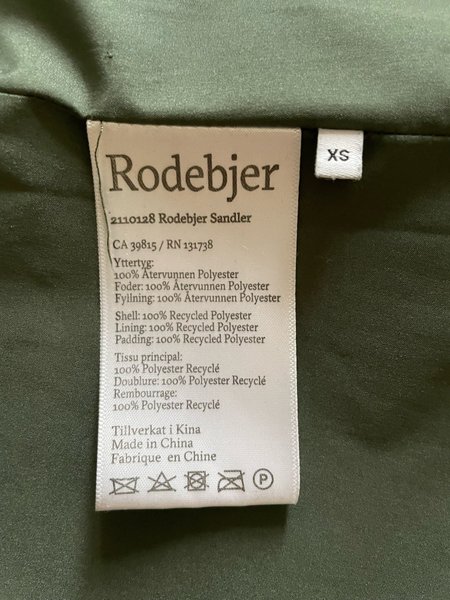 Rodebjer
XS
2110128 Rodebjer Sandler
CA 39815 / RN 131738
Yttertyg:
100% Återvunnen Polyester
Foder: 100% Återvunnen Polyester
Fyllning: 100% Återvunnen Polyester
Shell: 100% Recycled Polyester
Lining: 100% Recycled Polyester
Padding: 100% Recycled Polyester
Tissu principal:
100% Polyester Recyclé
Doublure: 100% Polyester Recyclé
Rembourrage:
100% Polyester Recyclé
Tillverkat i Kina
Made in China
Fabrique en Chine
P